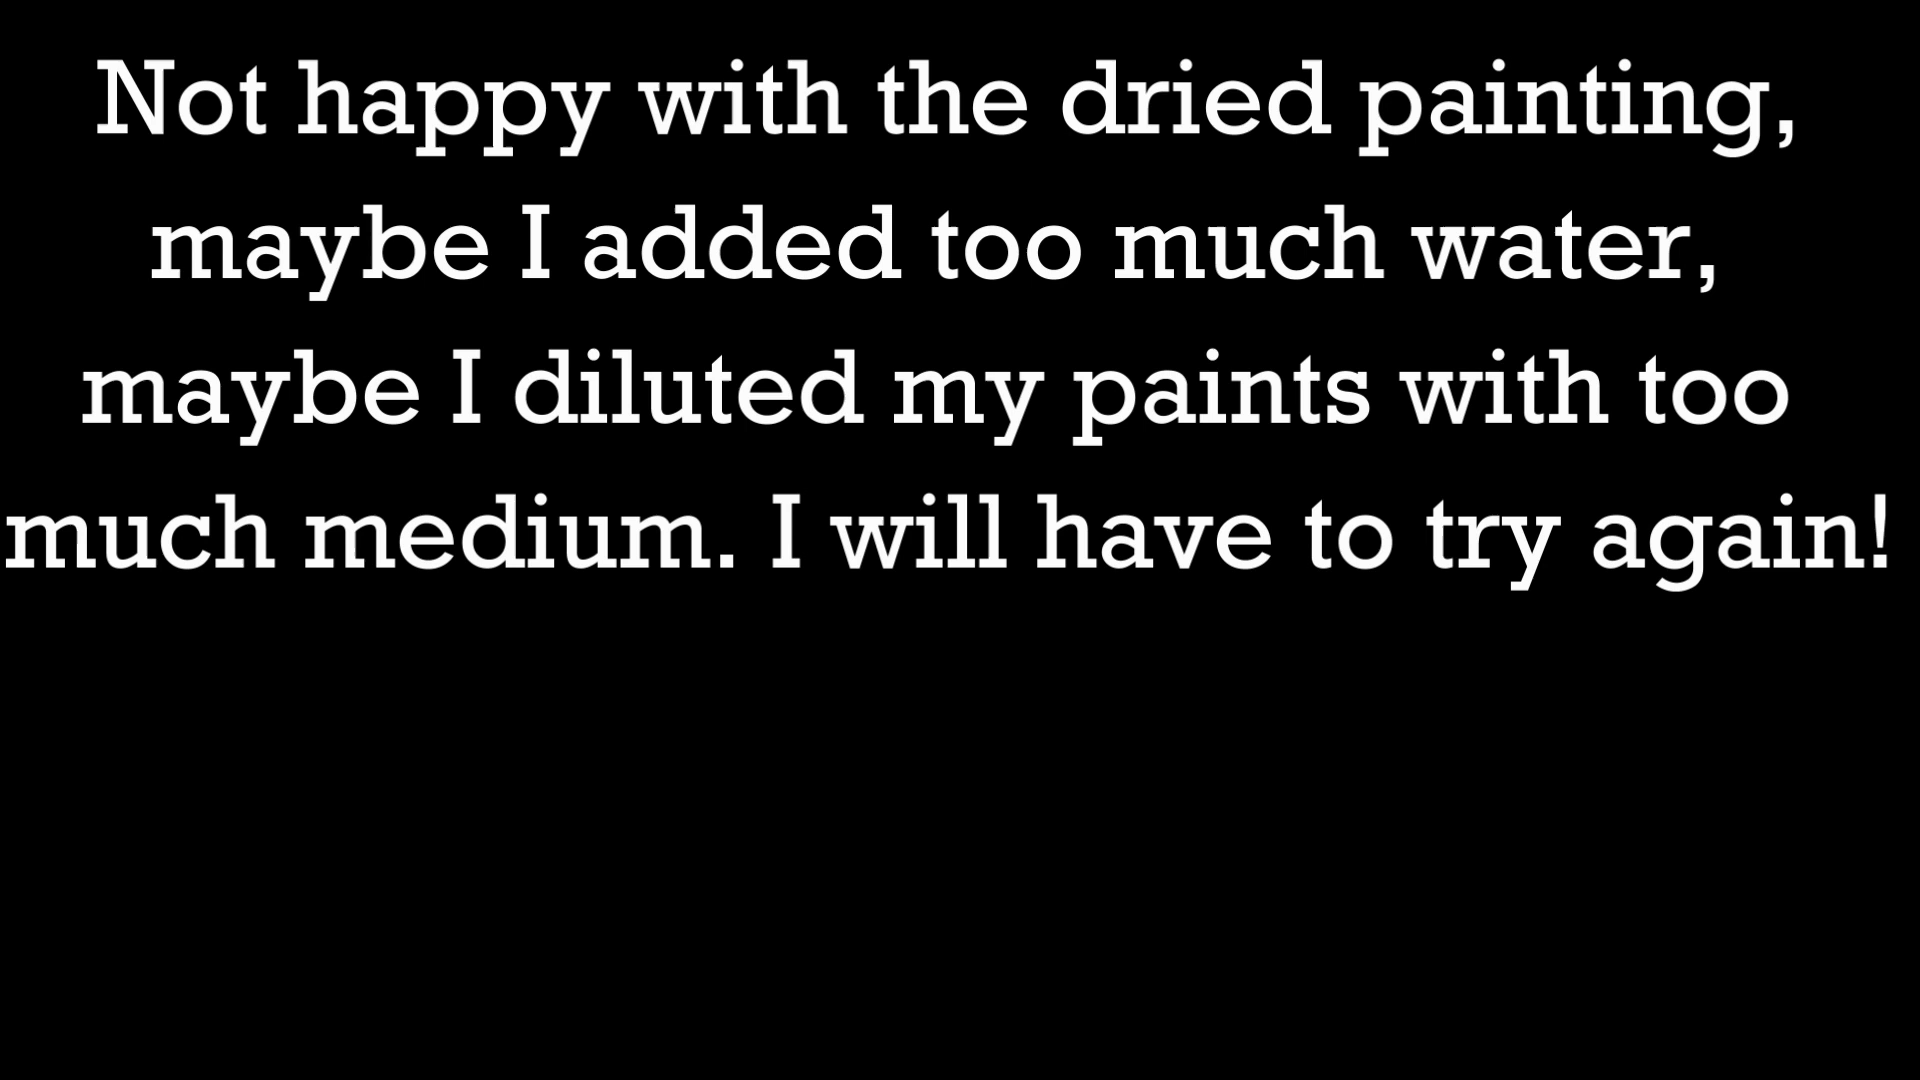 Not happy with the dried painting,
maybe I added too much water,
maybe I diluted my paints with too
much medium. I will have to try again!